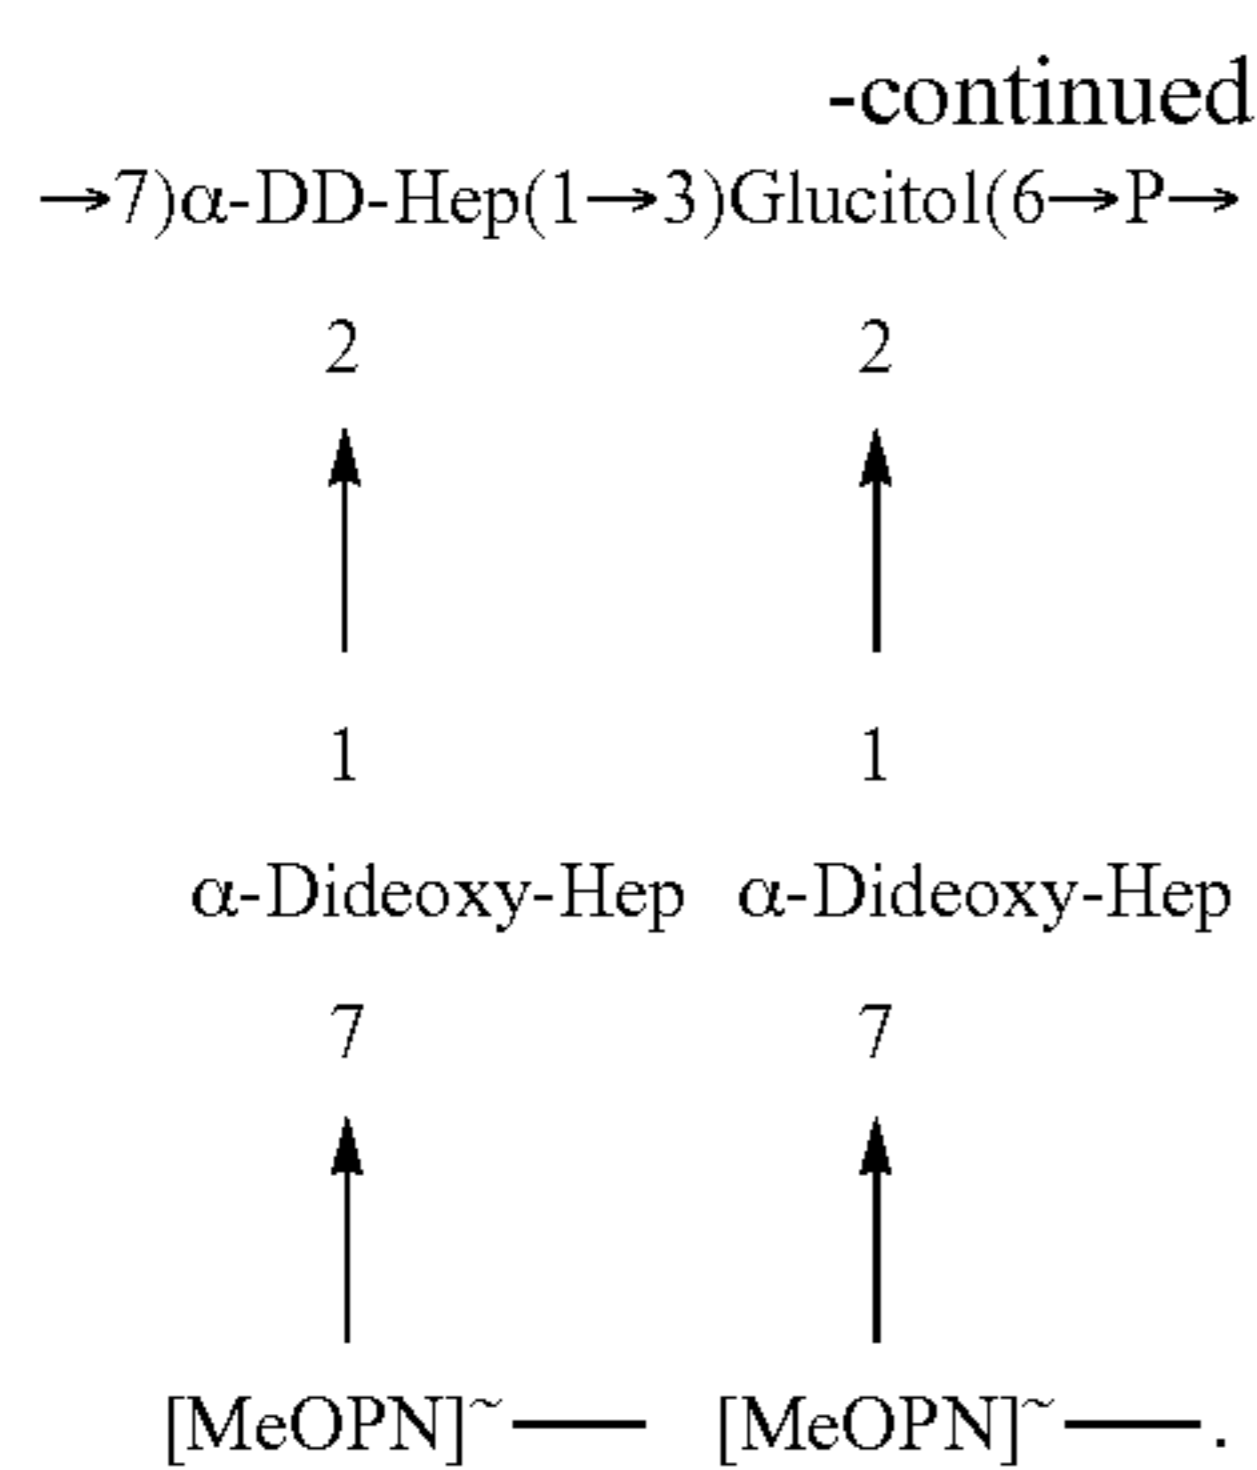 -continued
→7)α-DD-Hep(1→3)Glucitol(6→P→
2 2
1 1
α-Dideoxy-Hep α-Dideoxy-Hep
7 7
[MeOPN]~— [MeOPN]~—.